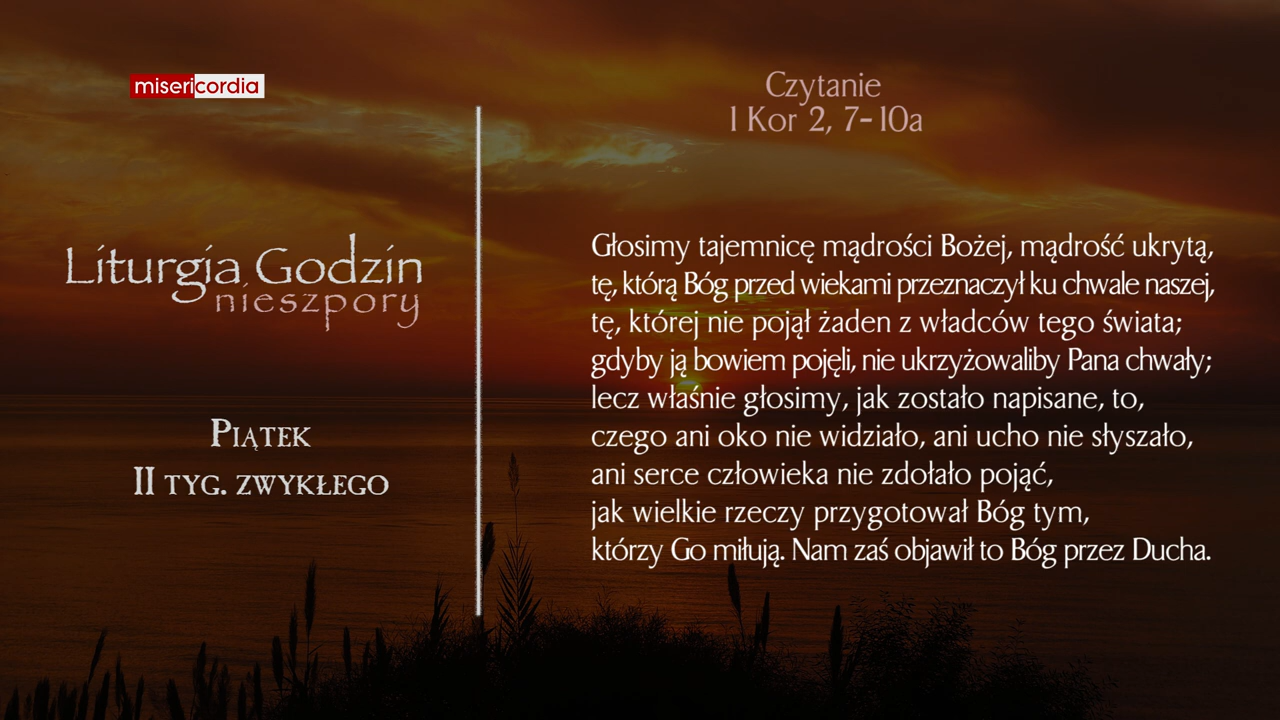 misericordia
Liturgia Godzin
nieszpory
Piątek
II tyg. zwykłego
Czytanie
1 Kor 2, 7-10a
Głosimy tajemnicę mądrości Bożej, mądrość ukrytą,
tę, którą Bóg przed wiekami przeznaczył ku chwale naszej,
tę, której nie pojął żaden z władców tego świata;
gdyby ją bowiem pojęli, nie ukrzyżowaliby Pana chwały;
lecz właśnie głosimy, jak zostało napisane, to,
czego ani oko nie widziało, ani ucho nie słyszało,
ani serce człowieka nie zdołało pojąć,
jak wielkie rzeczy przygotował Bóg tym,
którzy Go miłują. Nam zaś objawił to Bóg przez Ducha.